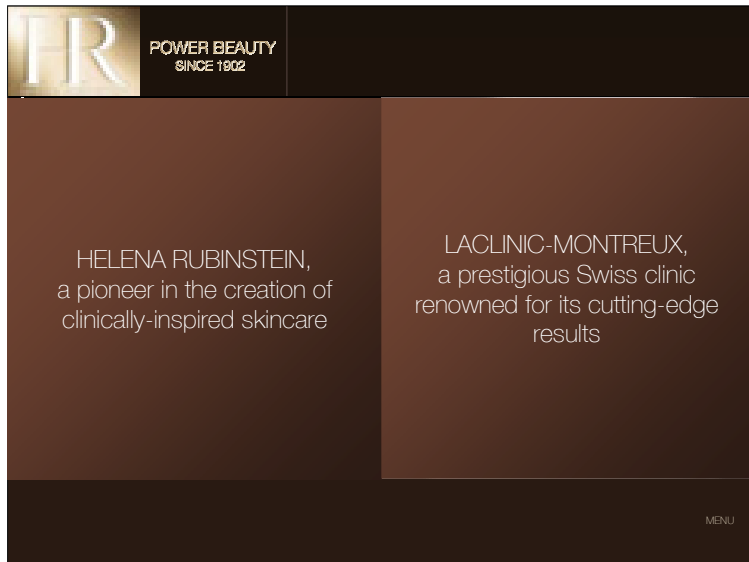 HR
POWER BEAUTY
SINCE 1902
HELENA RUBINSTEIN,
a pioneer in the creation of
clinically-inspired skincare
LACLINIC-MONTREUX,
a prestigious Swiss clinic
renowned for its cutting-edge
results
MENU